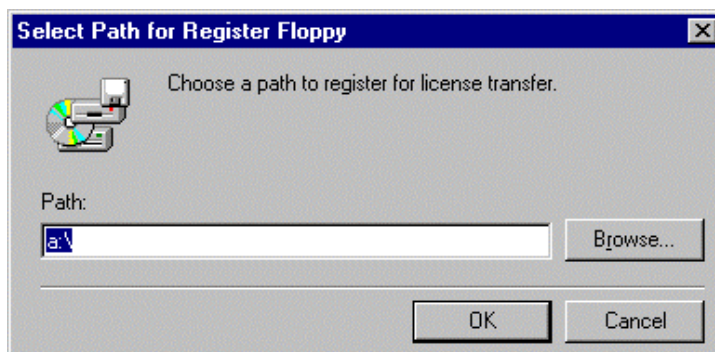 Select Path for Register Floppy
Choose a path to register for license transfer.
Path:
a:\
Browse...
OK
Cancel